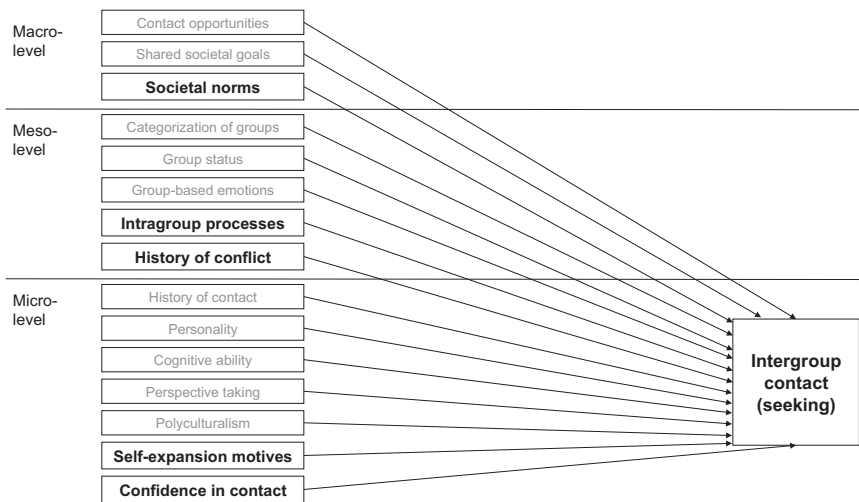 Macro-
level
Contact opportunities
Shared societal goals
Societal norms
Meso-
level
Categorization of groups
Group status
Group-based emotions
Intragroup processes
History of conflict
Micro-
level
History of contact
Personality
Cognitive ability
Perspective taking
Polyculturalism
Self-expansion motives
Confidence in contact
Intergroup
contact
(seeking)